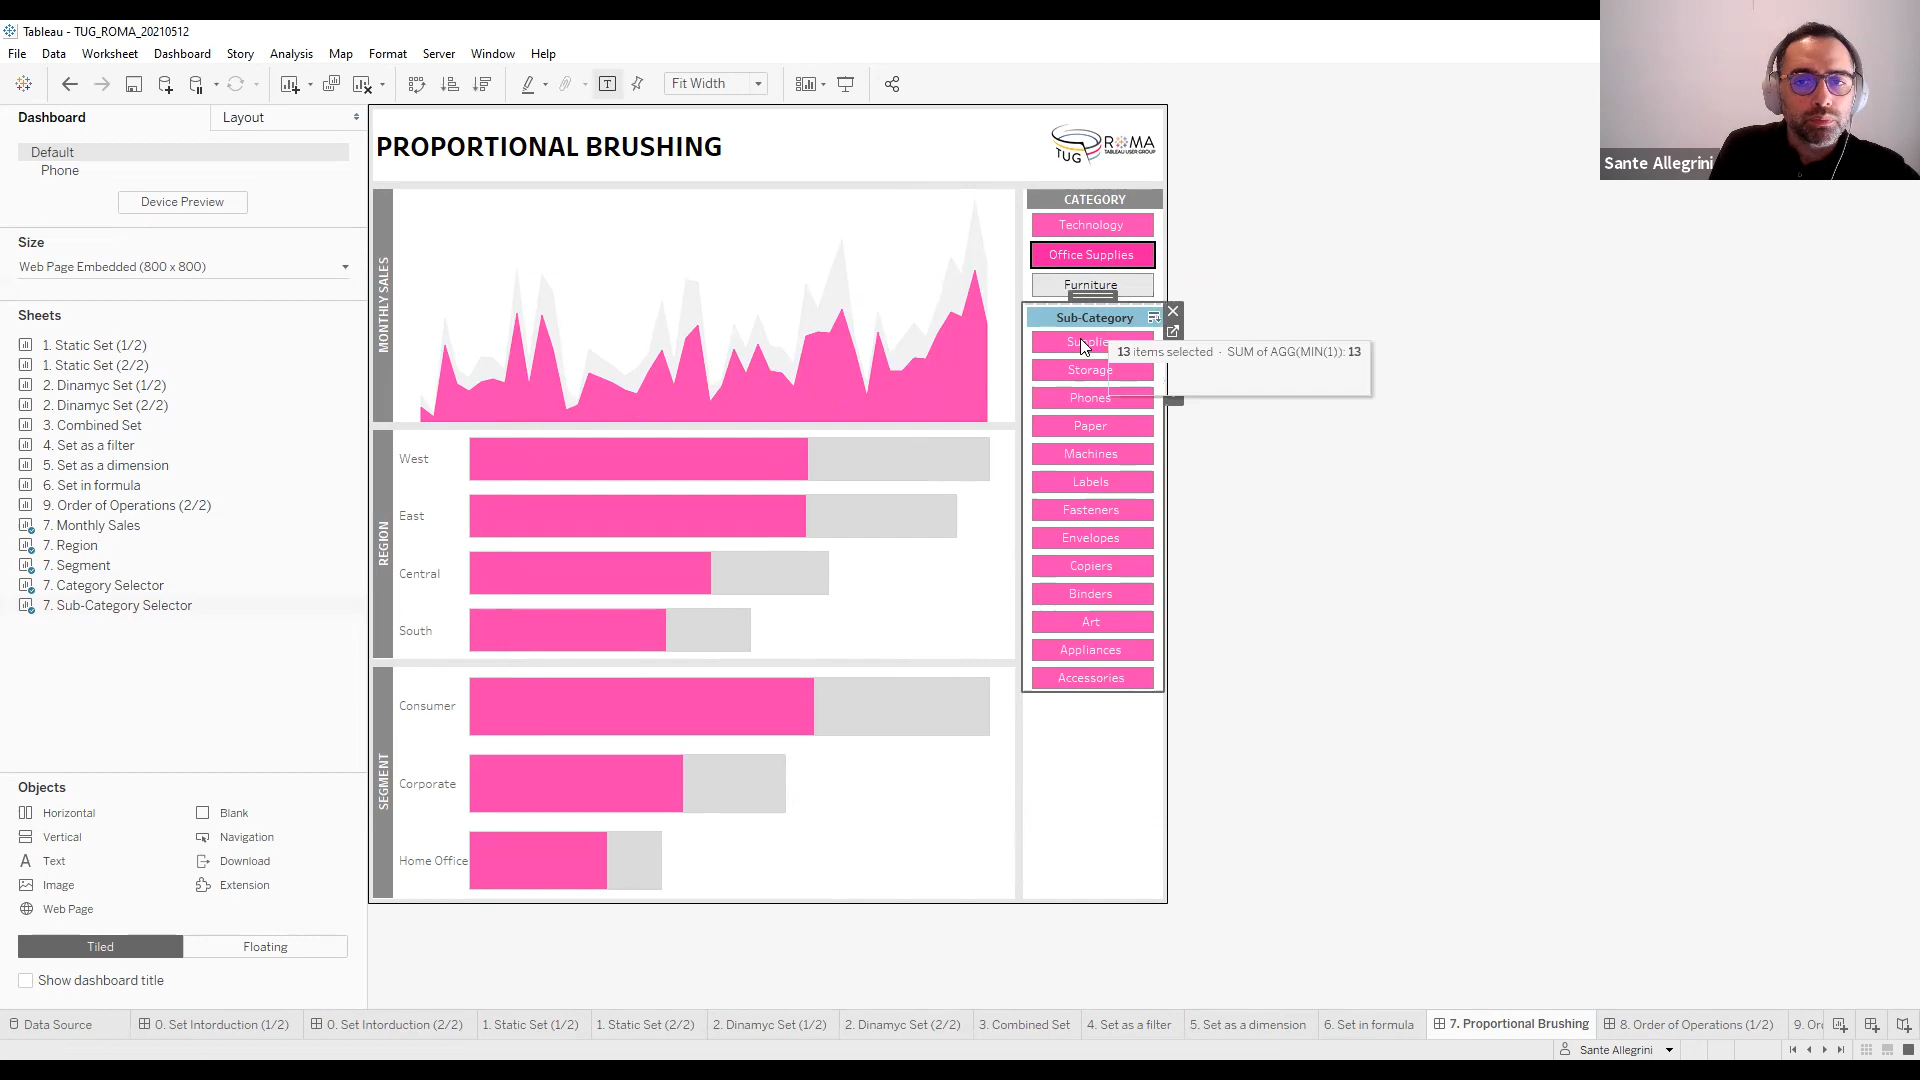 Tableau - TUG_ROMA_20210512
File Data Worksheet Dashboard Story Analysis Map Format Server Window Help
Fit Width
Sante Allegrini
Dashboard
Layout
Default
Phone
Device Preview
Size
Web Page Embedded (800 x 800)
Sheets
1. Static Set (1/2)
1. Static Set (2/2)
2. Dinamyc Set (1/2)
2. Dinamyc Set (2/2)
3. Combined Set
4. Set as a filter
5. Set as a dimension
6. Set in formula
9. Order of Operations (2/2)
7. Monthly Sales
7. Region
7. Segment
7. Category Selector
7. Sub-Category Selector
Objects
Horizontal
Blank
Vertical
Navigation
Text
Download
Image
Extension
Web Page
Tiled
Floating
Show dashboard title
PROPORTIONAL BRUSHING
TUG
ROMA
TABLEAU USER GROUP
MONTHLY SALES
REGION
West
East
Central
South
SEGMENT
Consumer
Corporate
Home Office
CATEGORY
Technology
Office Supplies
Furniture
Sub-Category
Supplie
13 items selected · SUM of AGG(MIN(1)): 13
Storage
Phones
Paper
Machines
Labels
Fasteners
Envelopes
Copiers
Binders
Art
Appliances
Accessories
Data Source
0. Set Intorduction (1/2)
0. Set Intorduction (2/2)
1. Static Set (1/2)
1. Static Set (2/2)
2. Dinamyc Set (1/2)
2. Dinamyc Set (2/2)
3. Combined Set
4. Set as a filter
5. Set as a dimension
6. Set in formula
7. Proportional Brushing
8. Order of Operations (1/2)
9. Or
Sante Allegrini